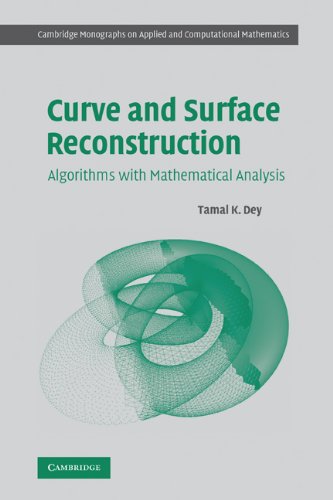 Cambridge Monographs on Applied and Computational Mathematics
Curve and Surface
Reconstruction
Algorithms with Mathematical Analysis
Tamal K. Dey
CAMBRIDGE